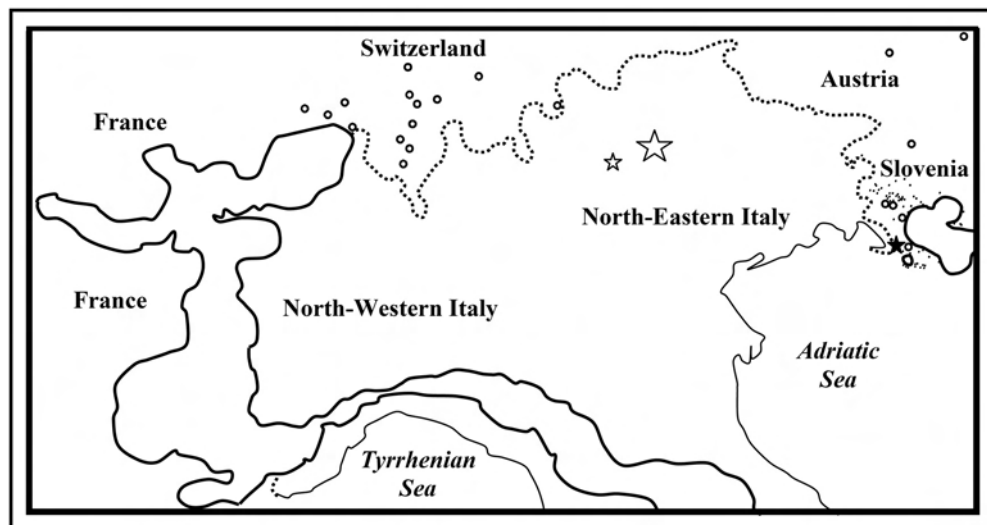 Switzerland
Austria
France
Slovenia
North-Eastern Italy
France
North-Western Italy
Adriatic
Sea
Tyrrhenian
Sea